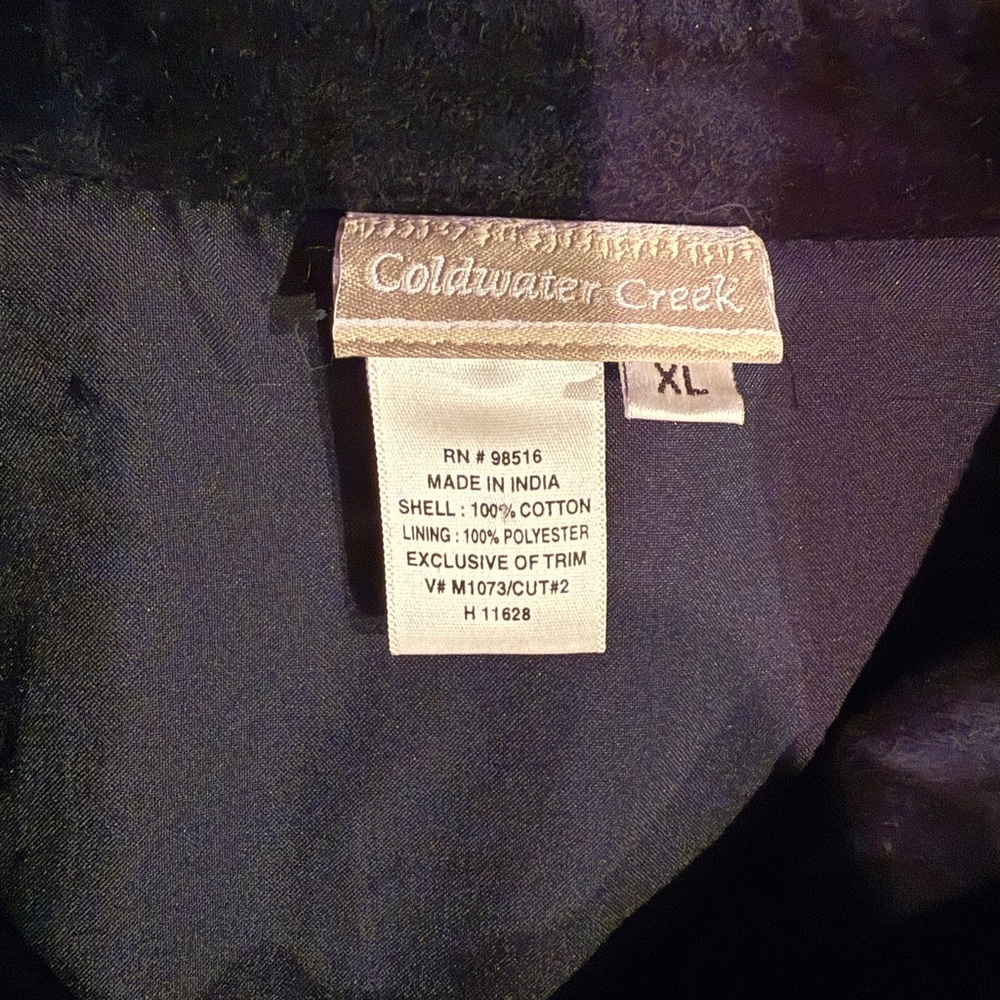 Coldwater Creek
XL
RN # 98516
MADE IN INDIA
SHELL : 100% COTTON
LINING : 100% POLYESTER
EXCLUSIVE OF TRIM
V# M1073/CUT#2
H 11628